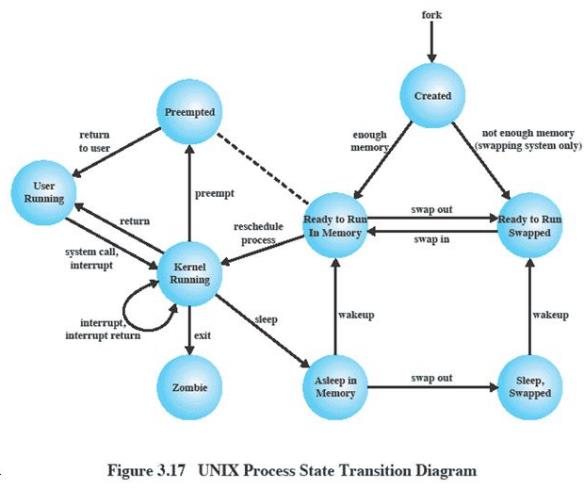 fork
Created
Preempted
return
to user
enough
memory
not enough memory
(swapping system only)
User
Running
preempt
return
reschedule
process
Ready to Run
In Memory
swap out
swap in
Ready to Run
Swapped
system call,
interrupt
Kernel
Running
interrupt,
interrupt return
sleep
exit
wakeup
wakeup
Zombie
Asleep in
Memory
swap out
Sleep,
Swapped
Figure 3.17 UNIX Process State Transition Diagram